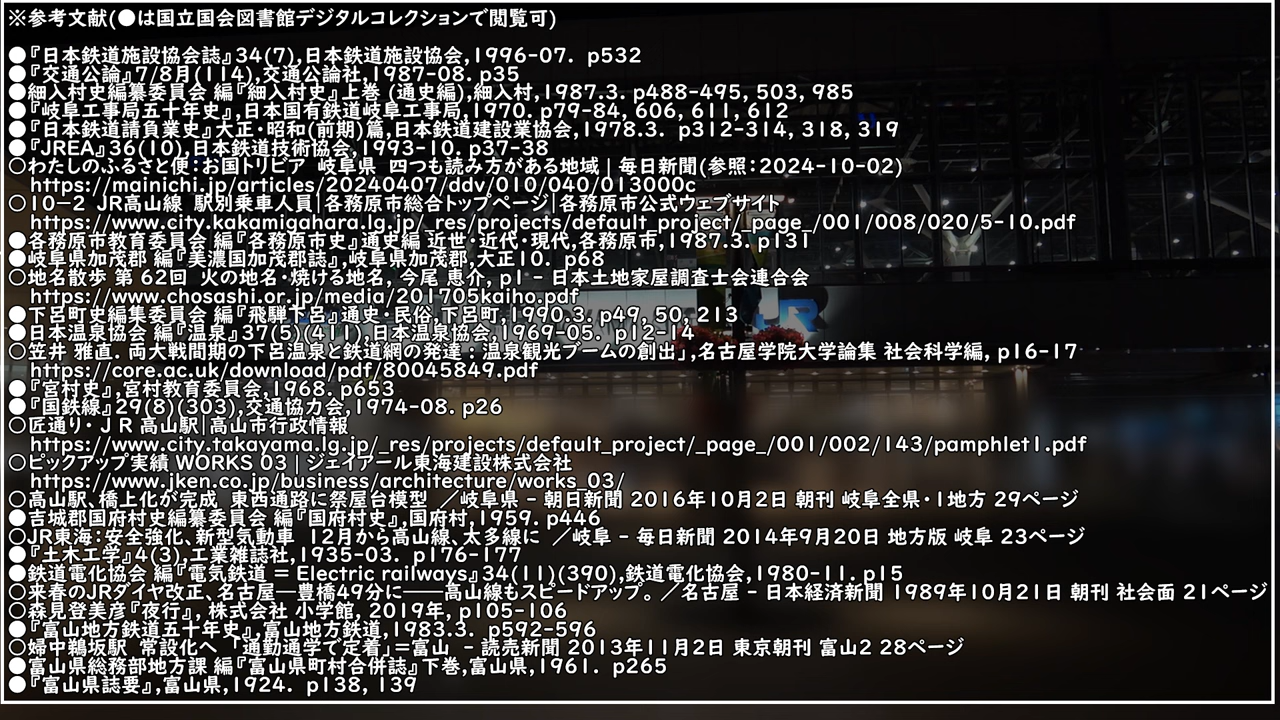 ※参考文献(●は国立国会図書館デジタルコレクションで閲覧可)
●『日本鉄道施設協会誌』34(7),日本鉄道施設協会,1996-07. p532
●『交通公論』7/8月(114),交通公論社,1987-08. p35
●細入村史編纂委員会 編『細入村史』上巻 (通史編),細入村,1987.3. p488-495, 503, 985
●『岐阜工事局五十年史』,日本国有鉄道岐阜工事局,1970. p79-84, 606, 611, 612
●『日本鉄道請負業史』大正・昭和(前期)篇,日本鉄道建設業協会,1978.3. p312-314, 318, 319
●『JREA』36(10),日本鉄道技術協会,1993-10. p37-38
○わたしのふるさと便：お国トリビア 岐阜県 四つも読み方がある地域 | 毎日新聞(参照：2024-10-02)
https://mainichi.jp/articles/20240407/ddv/010/040/013000c
○10−2 JR高山線 駅別乗車人員|各務原市総合トップページ|各務原市公式ウェブサイト
https://www.city.kakamigahara.lg.jp/_res/projects/default_project/_page_/001/008/020/5-10.pdf
●各務原市教育委員会 編『各務原市史』通史編 近世・近代・現代,各務原市,1987.3. p131
●岐阜県加茂郡 編『美濃国加茂郡誌』,岐阜県加茂郡,大正10. p68
○地名散歩 第 62回 火の地名・焼ける地名, 今尾 恵介, p1 - 日本土地家屋調査士会連合会
https://www.chosashi.or.jp/media/201705kaiho.pdf
●下呂町史編集委員会 編『飛騨下呂』通史・民俗,下呂町,1990.3. p49, 50, 213
●日本温泉協会 編『温泉』37(5)(411),日本温泉協会,1969-05. p12-14
○笠井 雅直. 両大戦間期の下呂温泉と鉄道網の発達 : 温泉観光ブームの創出」,名古屋学院大学論集 社会科学編, p16-17
https://core.ac.uk/download/pdf/80045849.pdf
●『宮村史』,宮村教育委員会,1968. p653
●『国鉄線』29(8)(303),交通協力会,1974-08. p26
○匠通り・ＪＲ 高山駅|高山市行政情報
https://www.city.takayama.lg.jp/_res/projects/default_project/_page_/001/002/143/pamphlet1.pdf
○ピックアップ実績 WORKS 03 | ジェイアール東海建設株式会社
https://www.jken.co.jp/business/architecture/works_03/
○高山駅、橋上化が完成 東西通路に祭屋台模型 ／岐阜県 - 朝日新聞 2016年10月2日 朝刊 岐阜全県・1地方 29ページ
●吉城郡国府村史編纂委員会 編『国府村史』,国府村,1959. p446
○JR東海：安全強化、新型気動車 12月から高山線、太多線に ／岐阜 - 毎日新聞 2014年9月20日 地方版 岐阜 23ページ
●『土木工学』4(3),工業雑誌社,1935-03. p176-177
●鉄道電化協会 編『電気鉄道 = Electric railways』34(11)(390),鉄道電化協会,1980-11. p15
○来春のJRダイヤ改正、名古屋―豊橋49分に――高山線もスピードアップ。 ／名古屋 - 日本経済新聞 1989年10月21日 朝刊 社会面 21ページ
○森見登美彦『夜行』, 株式会社 小学館, 2019年, p105-106
●『富山地方鉄道五十年史』,富山地方鉄道,1983.3. p592-596
○婦中鵜坂駅 常設化へ 「通勤通学で定着」＝富山 - 読売新聞 2013年11月2日 東京朝刊 富山2 28ページ
●富山県総務部地方課 編『富山県町村合併誌』下巻,富山県,1961. p265
●『富山県誌要』,富山県,1924. p138, 139
JR